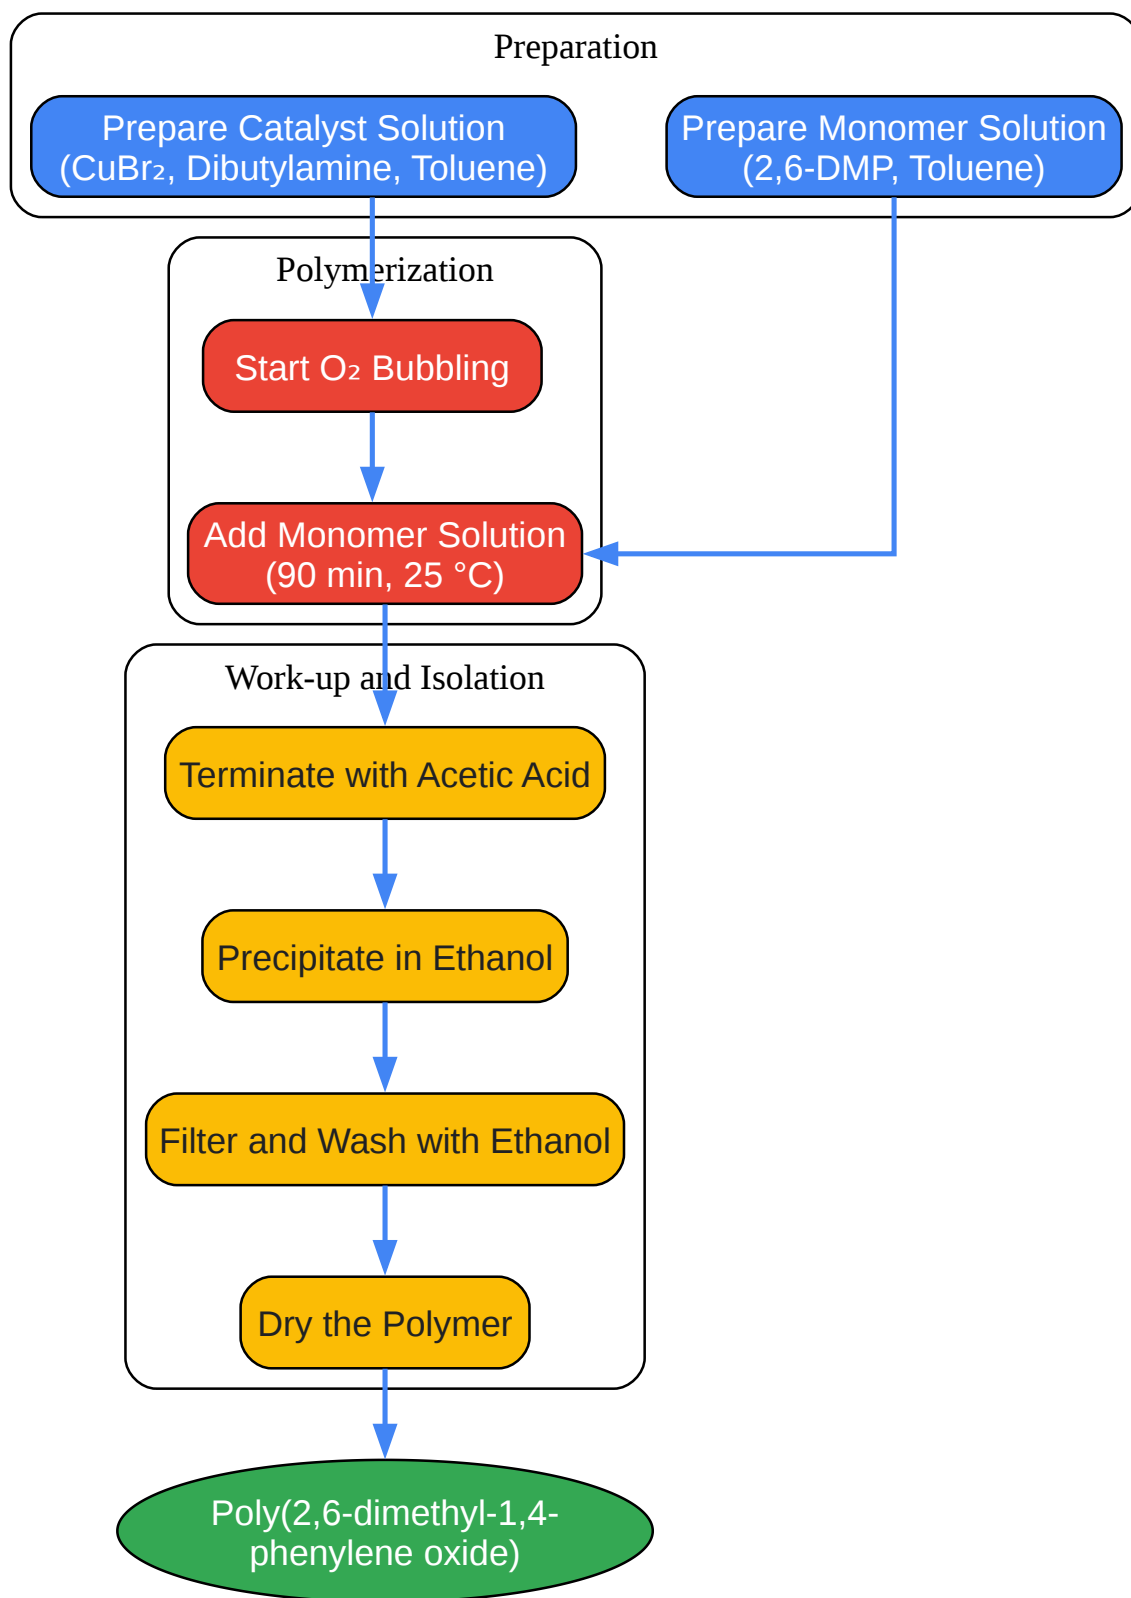 Preparation
Prepare Catalyst Solution
(CuBr₂, Dibutylamine, Toluene)
Prepare Monomer Solution
(2,6-DMP, Toluene)
Polymerization
Start O₂ Bubbling
Add Monomer Solution
(90 min, 25 °C)
Work-up and Isolation
Terminate with Acetic Acid
Precipitate in Ethanol
Filter and Wash with Ethanol
Dry the Polymer
Poly(2,6-dimethyl-1,4-
phenylene oxide)